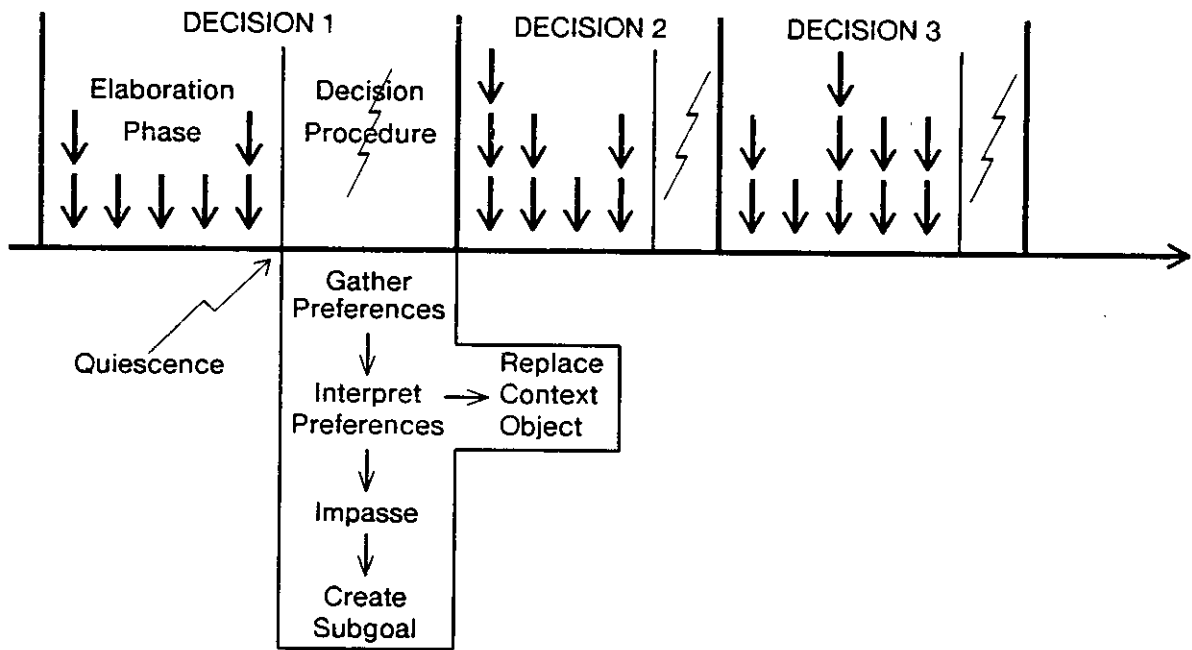 DECISION 1
DECISION 2
DECISION 3
Elaboration
Phase
Decision
Procedure
Quiescence
Gather
Preferences
Interpret
Preferences
Replace
Context
Object
Impasse
Create
Subgoal